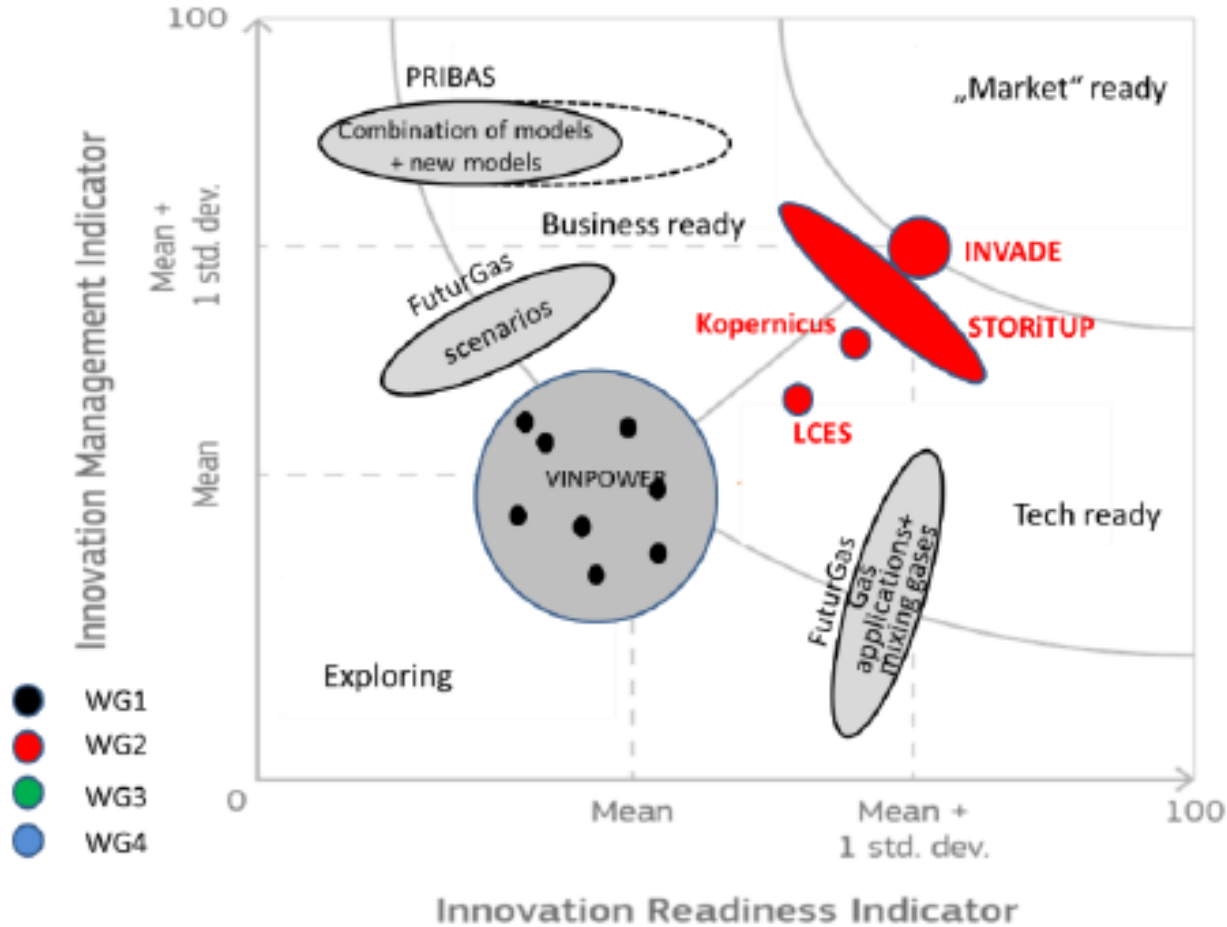 100
Innovation Management Indicator
Mean +
1 std. dev.
Mean
PRIBAS
Combination of models
+ new models
„Market“ ready
Business ready
INVADE
FuturGas
scenarios
Kopernicus
STORiTUP
LCES
VINPOWER
Tech ready
FuturGas
Gas
applications+
mixing gases
Exploring
WG1
WG2
WG3
WG4
0
Mean
Mean +
1 std. dev.
100
Innovation Readiness Indicator